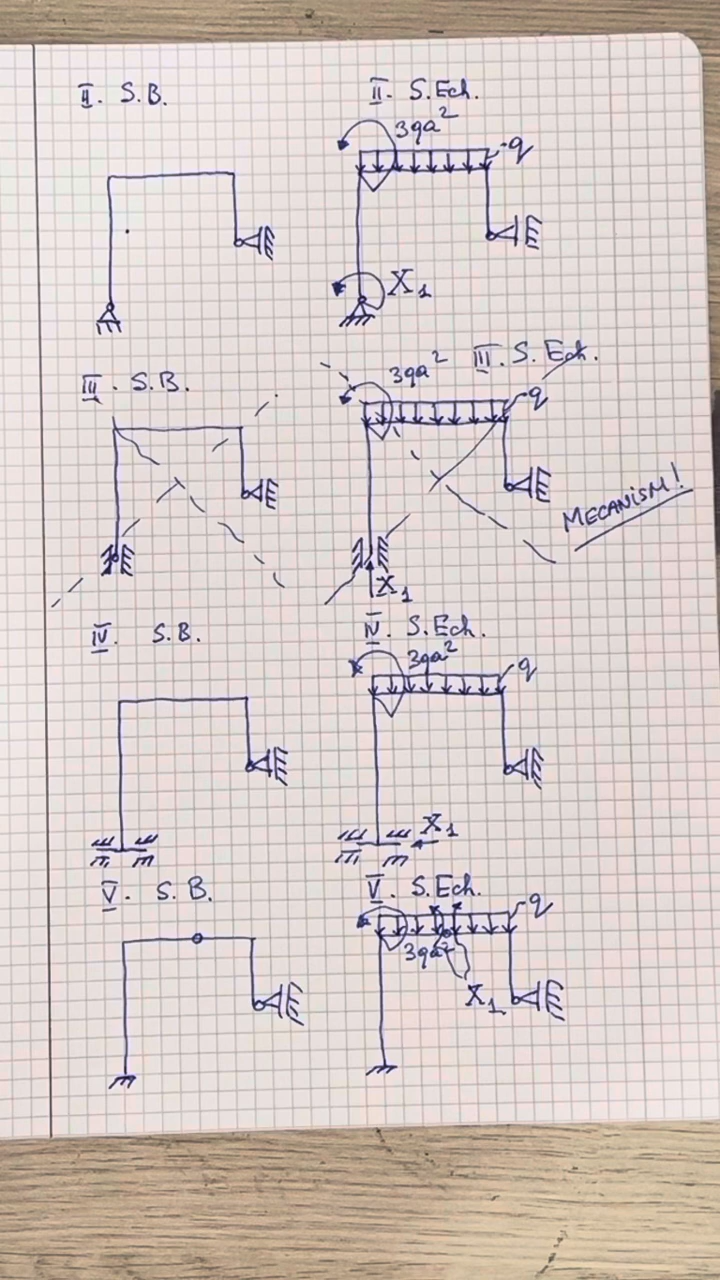 II. S.B.
II. S.Ech.
3qa²
q
X₁
III. S.B.
III. S. Ech.
3qa²
q
MECANISM!
X₁
IV. S.B.
IV. S.Ech.
3qa²
q
X₁
V. S.B.
V. S.Ech.
q
3qa²
X₁